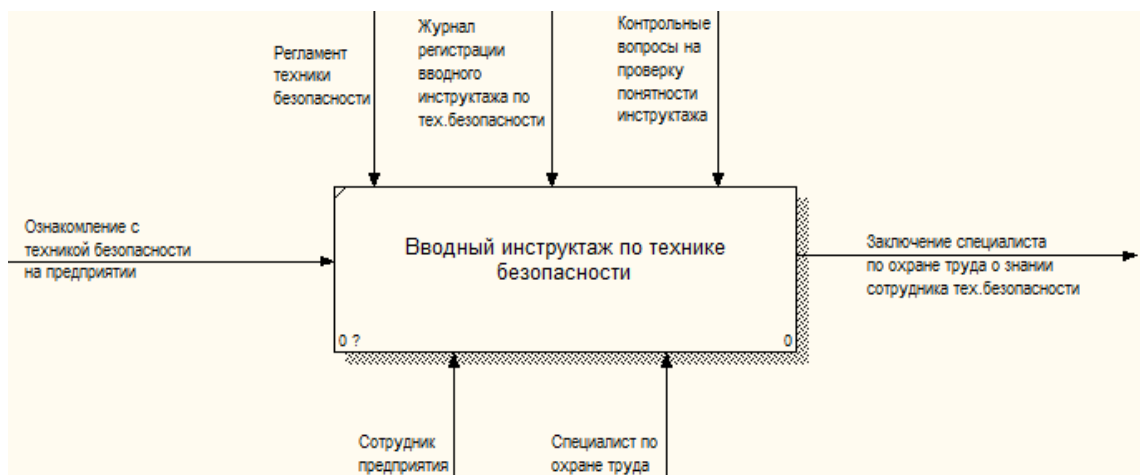 Регламент
техники
безопасности
Журнал
регистрации
вводного
инструктажа по
тех.безопасности
Контрольные
вопросы на
проверку
понятности
инструктажа
Ознакомление с
техникой безопасности
на предприятии
Вводный инструктаж по технике
безопасности
0 ?
0
Заключение специалиста
по охране труда о знании
сотрудника тех.безопасности
Сотрудник
предприятия
Специалист по
охране труда